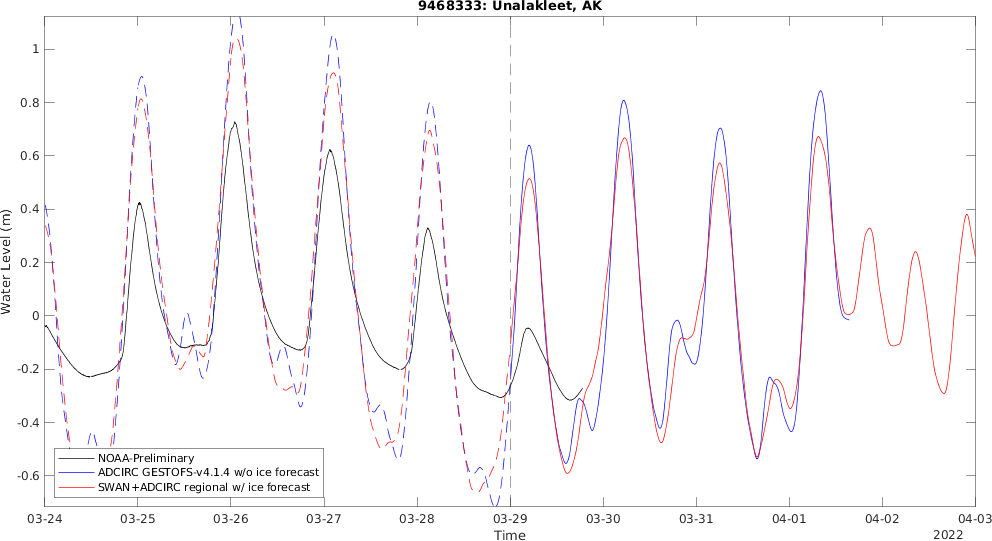 9468333: Unalakleet, AK
Water Level (m)
1
0.8
0.6
0.4
0.2
0
-0.2
-0.4
-0.6
NOAA-Preliminary
ADCIRC GESTOFS-v4.1.4 w/o ice forecast
SWAN+ADCIRC regional w/ ice forecast
03-24 03-25 03-26 03-27 03-28 03-29 03-30 03-31 04-01 04-02 04-03
Time 2022